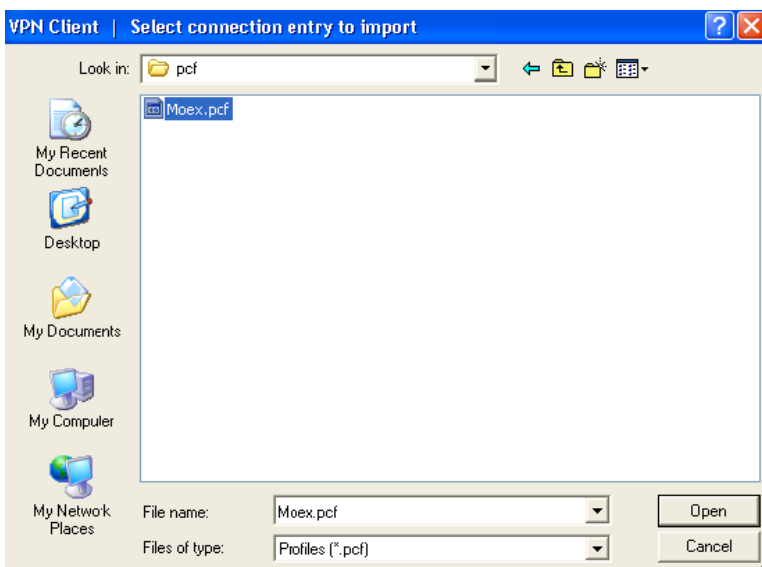 VPN Client | Select connection entry to import
Look in: pcf
Moex.pcf
My Recent
Documents
Desktop
My Documents
My Computer
My Network
Places
File name: Moex.pcf Open
Files of type: Profiles (*.pcf) Cancel